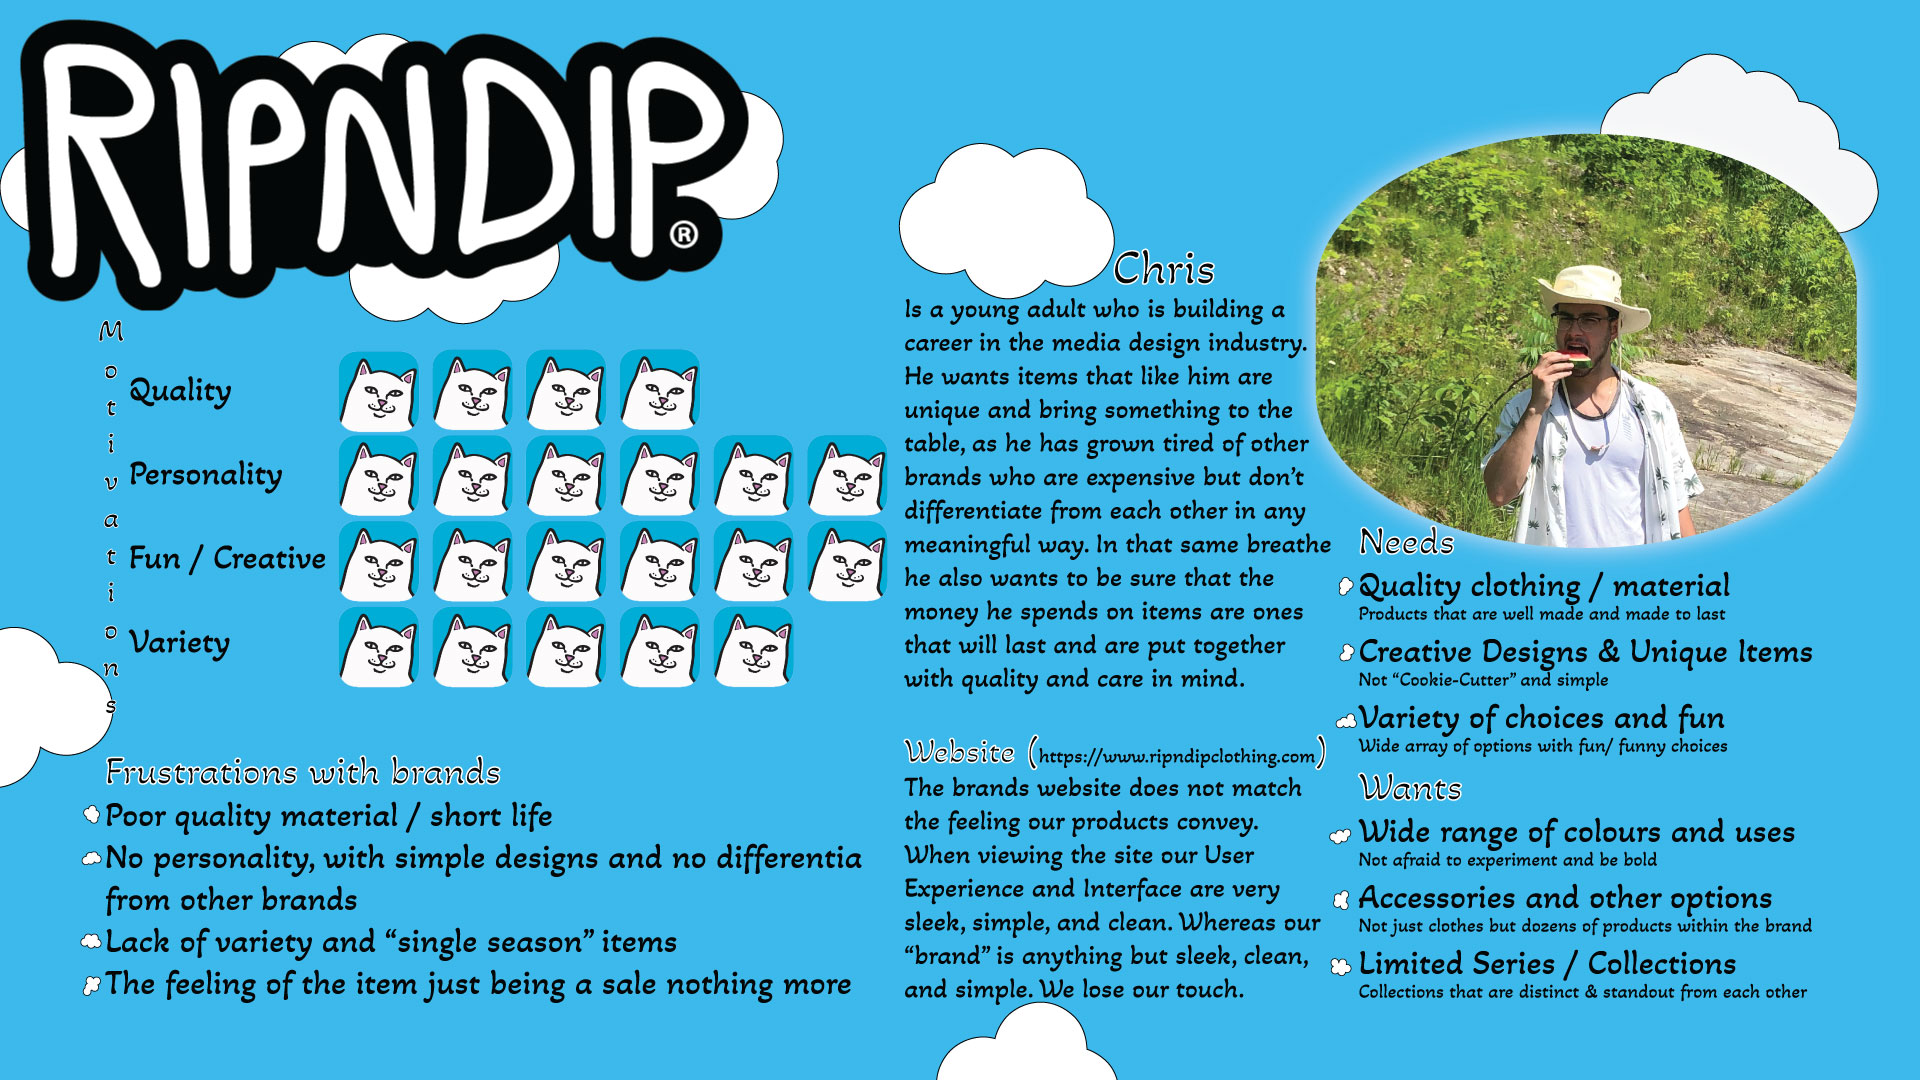 RIPNDIP®
Motivations
Quality
Personality
Fun / Creative
Variety
Frustrations with brands
Poor quality material / short life
No personality, with simple designs and no differentia
from other brands
Lack of variety and “single season” items
The feeling of the item just being a sale nothing more
Chris
Is a young adult who is building a
career in the media design industry.
He wants items that like him are
unique and bring something to the
table, as he has grown tired of other
brands who are expensive but don’t
differentiate from each other in any
meaningful way. In that same breathe
he also wants to be sure that the
money he spends on items are ones
that will last and are put together
with quality and care in mind.
Website (https://www.ripndipclothing.com)
The brands website does not match
the feeling our products convey.
When viewing the site our User
Experience and Interface are very
sleek, simple, and clean. Whereas our
“brand” is anything but sleek, clean,
and simple. We lose our touch.
Needs
Quality clothing / material
Products that are well made and made to last
Creative Designs & Unique Items
Not “Cookie-Cutter” and simple
Variety of choices and fun
Wide array of options with fun/ funny choices
Wants
Wide range of colours and uses
Not afraid to experiment and be bold
Accessories and other options
Not just clothes but dozens of products within the brand
Limited Series / Collections
Collections that are distinct & standout from each other